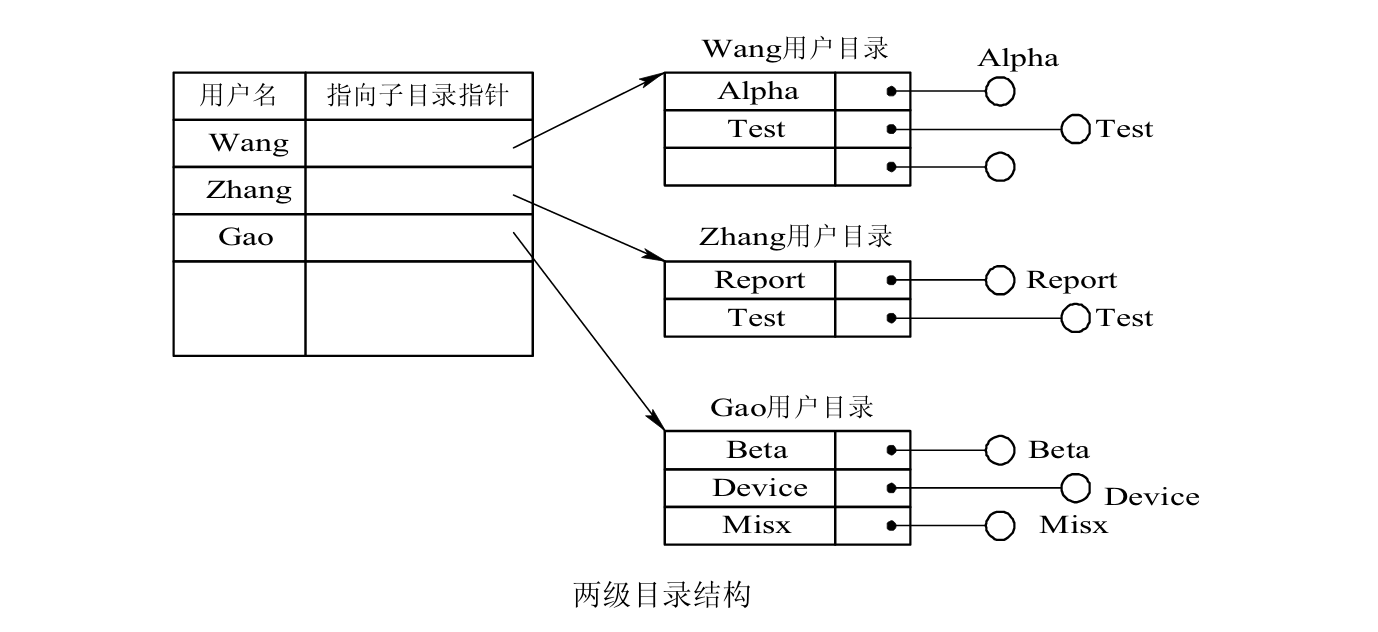 用户名 指向子目录指针
Wang
Zhang
Gao
Wang用户目录
Alpha
Alpha
Test Test
Zhang用户目录
Report Report
Test Test
Gao用户目录
Beta Beta
Device Device
Misx Misx
两级目录结构